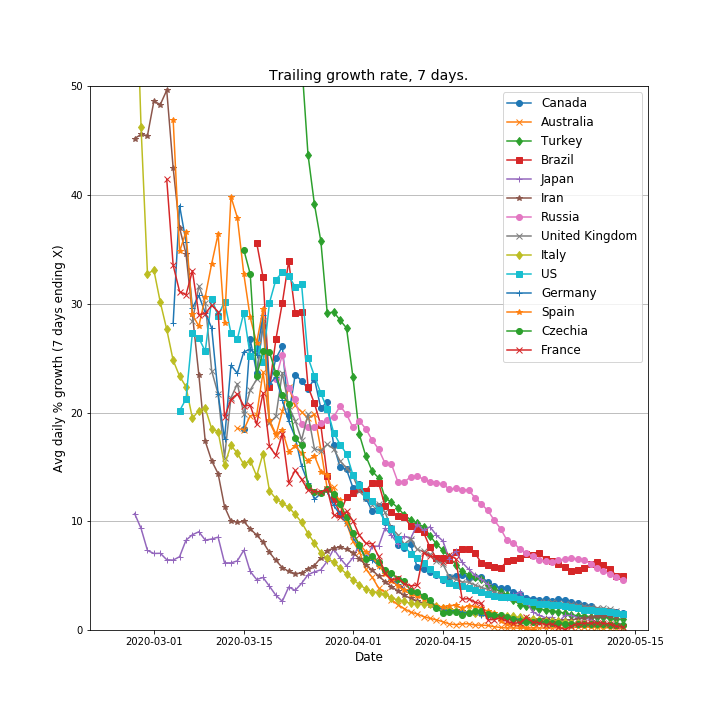 Trailing growth rate, 7 days.
Avg daily % growth (7 days ending X)
50
40
30
20
10
0
2020-03-01
2020-03-15
2020-04-01
2020-04-15
2020-05-01
2020-05-15
Date
Canada
Australia
Turkey
Brazil
Japan
Iran
Russia
United Kingdom
Italy
US
Germany
Spain
Czechia
France